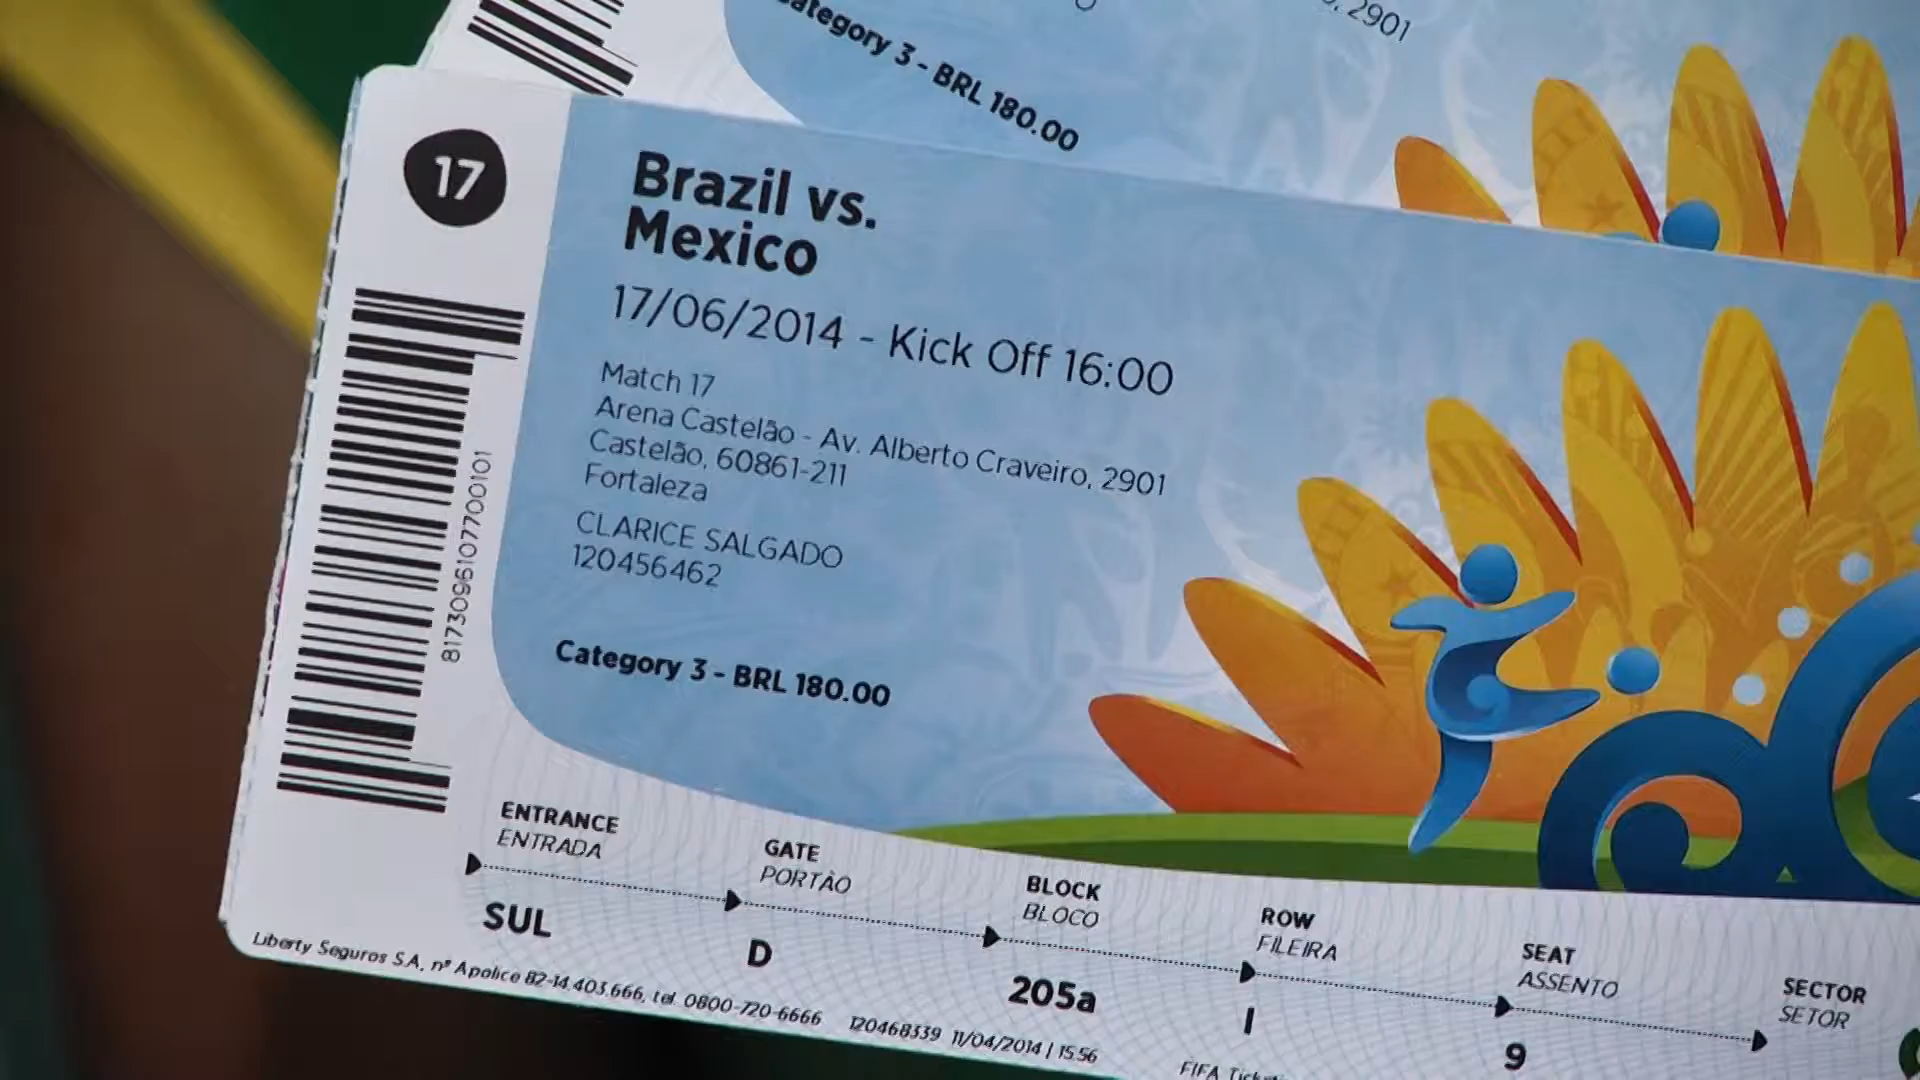 ategory 3 - BRL 180.00
, 2901
17
Brazil vs.
Mexico
17/06/2014 - Kick Off 16:00
Match 17
Arena Castelão - Av. Alberto Craveiro, 2901
Castelão, 60861-211
Fortaleza
CLARICE SALGADO
120456462
Category 3 - BRL 180.00
8173096107700101
ENTRANCE
ENTRADA
SUL
GATE
PORTÃO
D
BLOCK
BLOCO
205a
ROW
FILEIRA
I
SEAT
ASSENTO
9
SECTOR
SETOR
Liberty Seguros S.A, nº Apolice 82-14.403.666, tel. 0800-720-6666 120468339 11/04/2014 | 15:56
FIFA